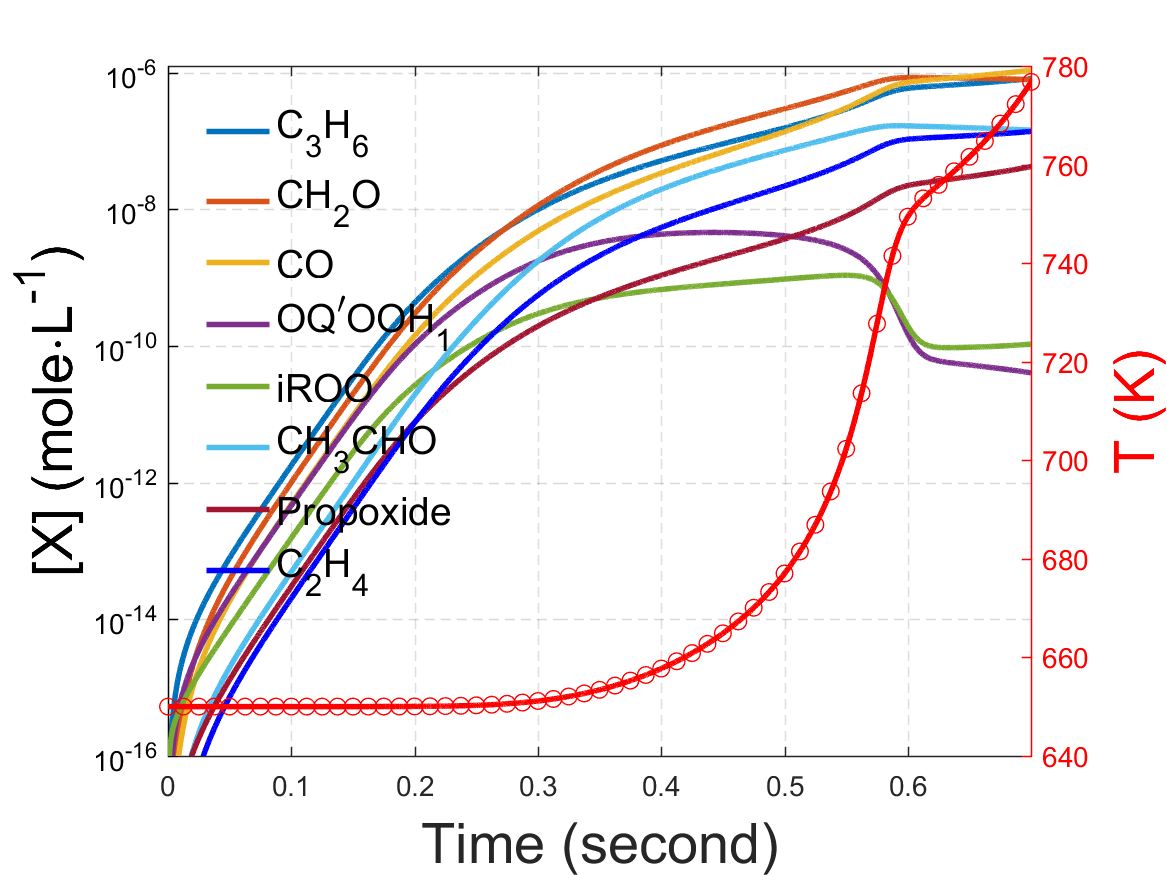 10⁻⁶
10⁻⁸
10⁻¹⁰
10⁻¹²
10⁻¹⁴
10⁻¹⁶
[X] (mole·L⁻¹)
C₃H₆
CH₂O
CO
OQ′OOH₁
iROO
CH₃CHO
Propoxide
C₂H₄
780
760
740
720
700
680
660
640
T (K)
0 0.1 0.2 0.3 0.4 0.5 0.6
Time (second)